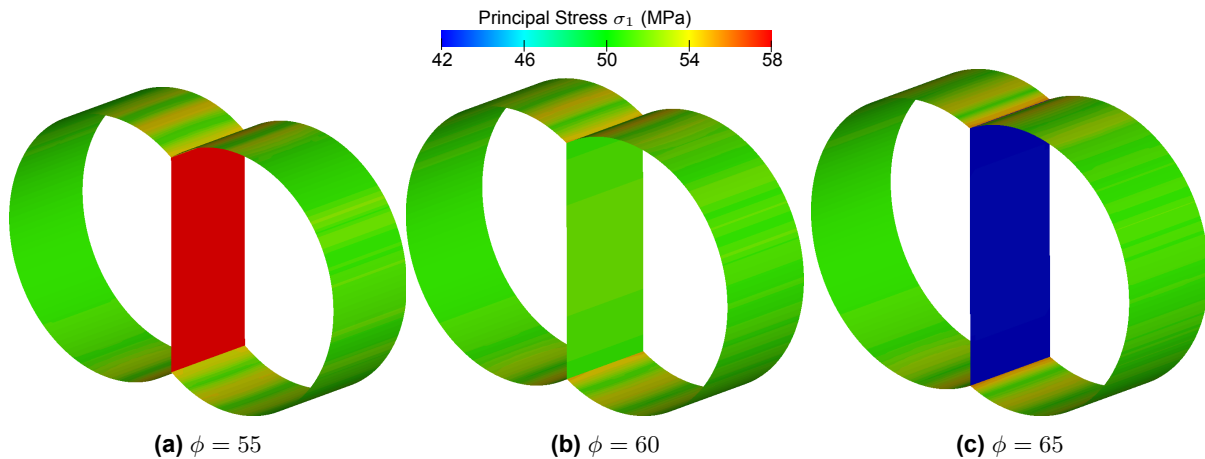 Principal Stress σ₁ (MPa)
42 46 50 54 58
(a) ϕ = 55 (b) ϕ = 60 (c) ϕ = 65